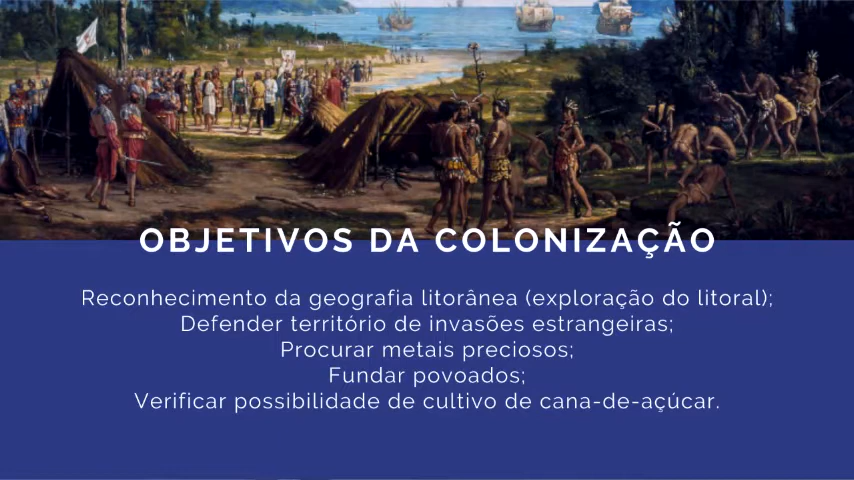 OBJETIVOS DA COLONIZAÇÃO
Reconhecimento da geografia litorânea (exploração do litoral);
Defender território de invasões estrangeiras;
Procurar metais preciosos;
Fundar povoados;
Verificar possibilidade de cultivo de cana-de-açúcar.